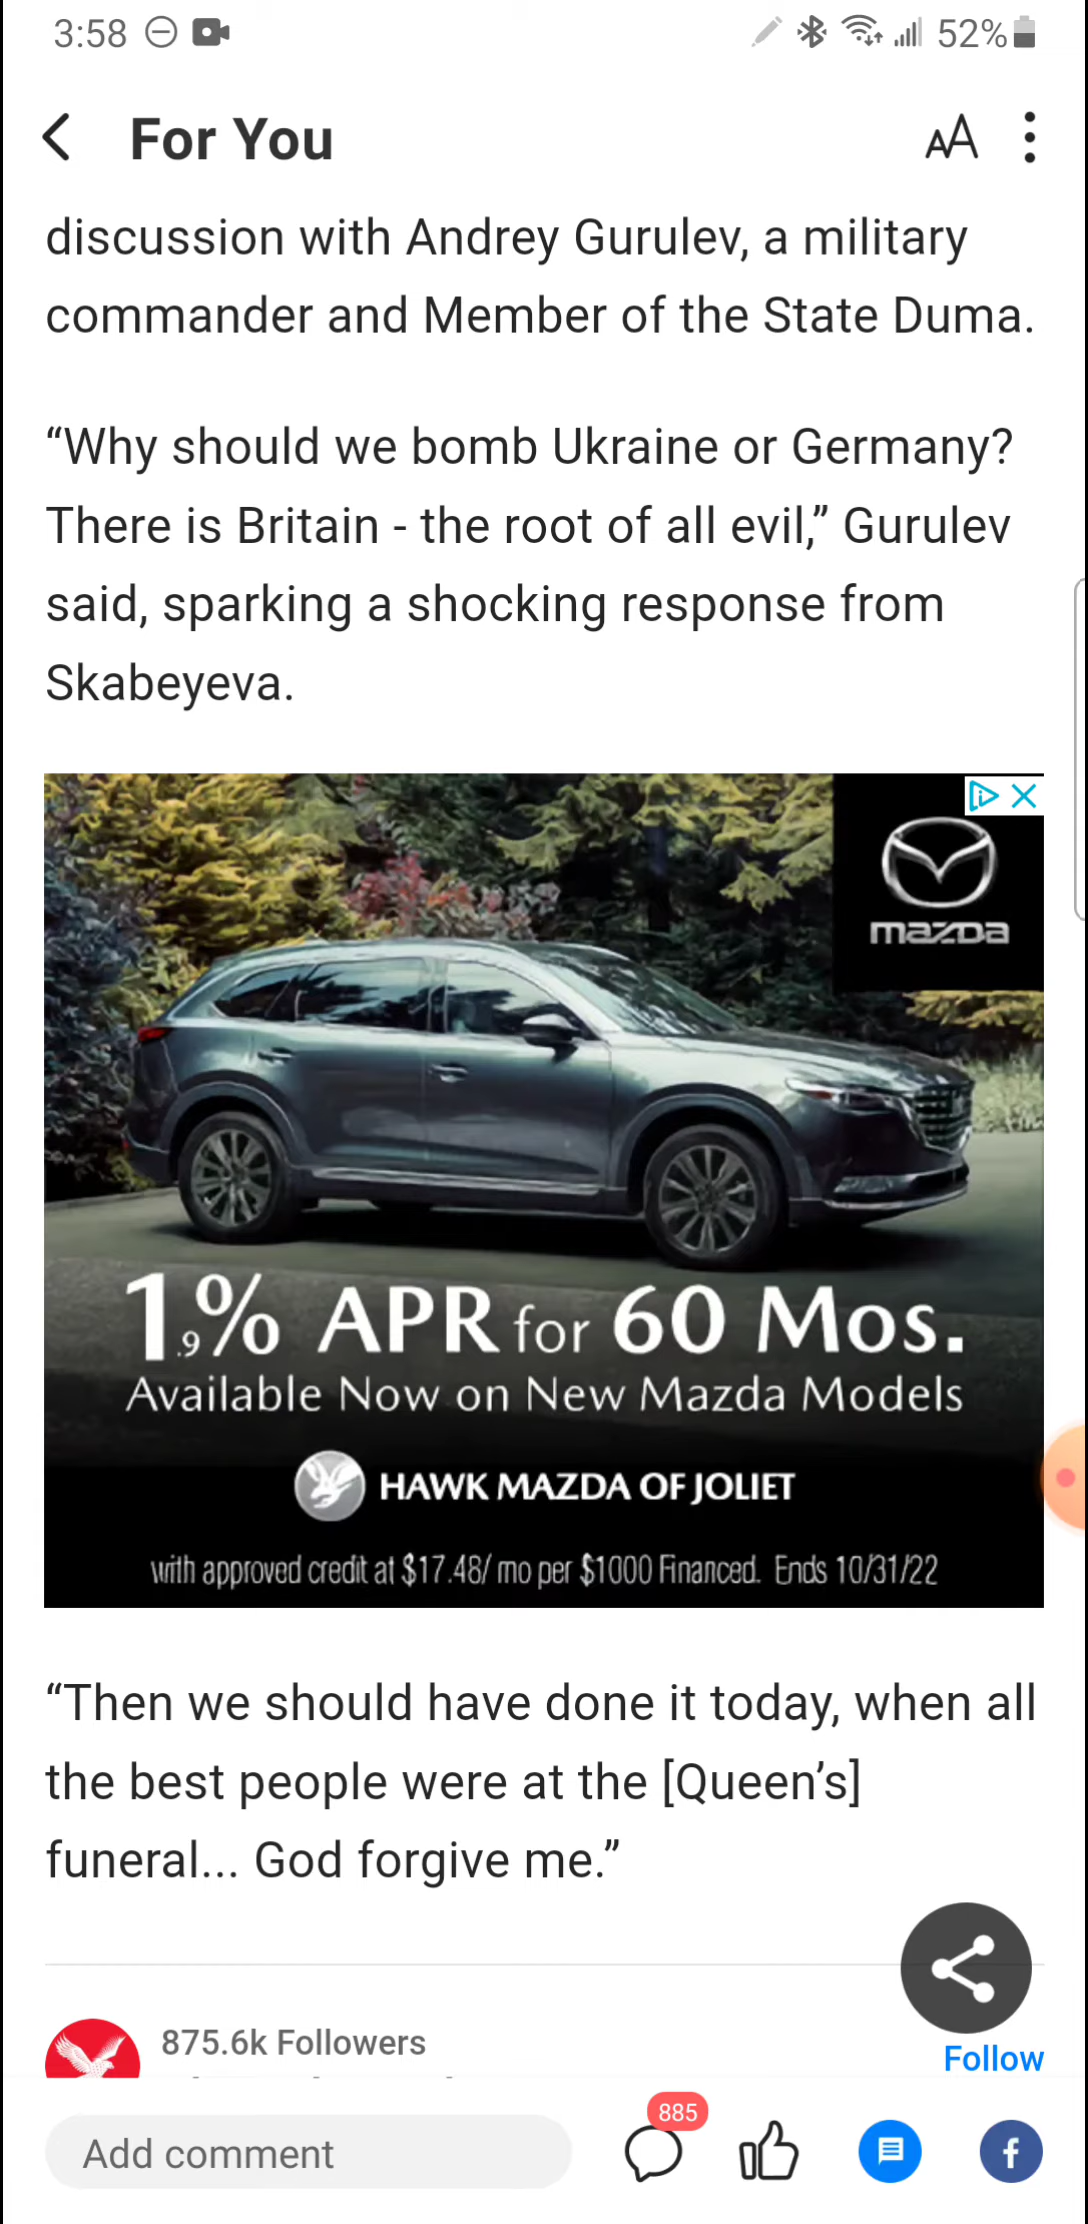 3:58 52%
For You AA
discussion with Andrey Gurulev, a military
commander and Member of the State Duma.
“Why should we bomb Ukraine or Germany?
There is Britain - the root of all evil,” Gurulev
said, sparking a shocking response from
Skabeyeva.
mazda
1.9% APR for 60 Mos.
Available Now on New Mazda Models
HAWK MAZDA OF JOLIET
with approved credit at $17.48/ mo per $1000 Financed. Ends 10/31/22
“Then we should have done it today, when all
the best people were at the [Queen’s]
funeral... God forgive me.”
875.6k Followers
Follow
885
Add comment
f